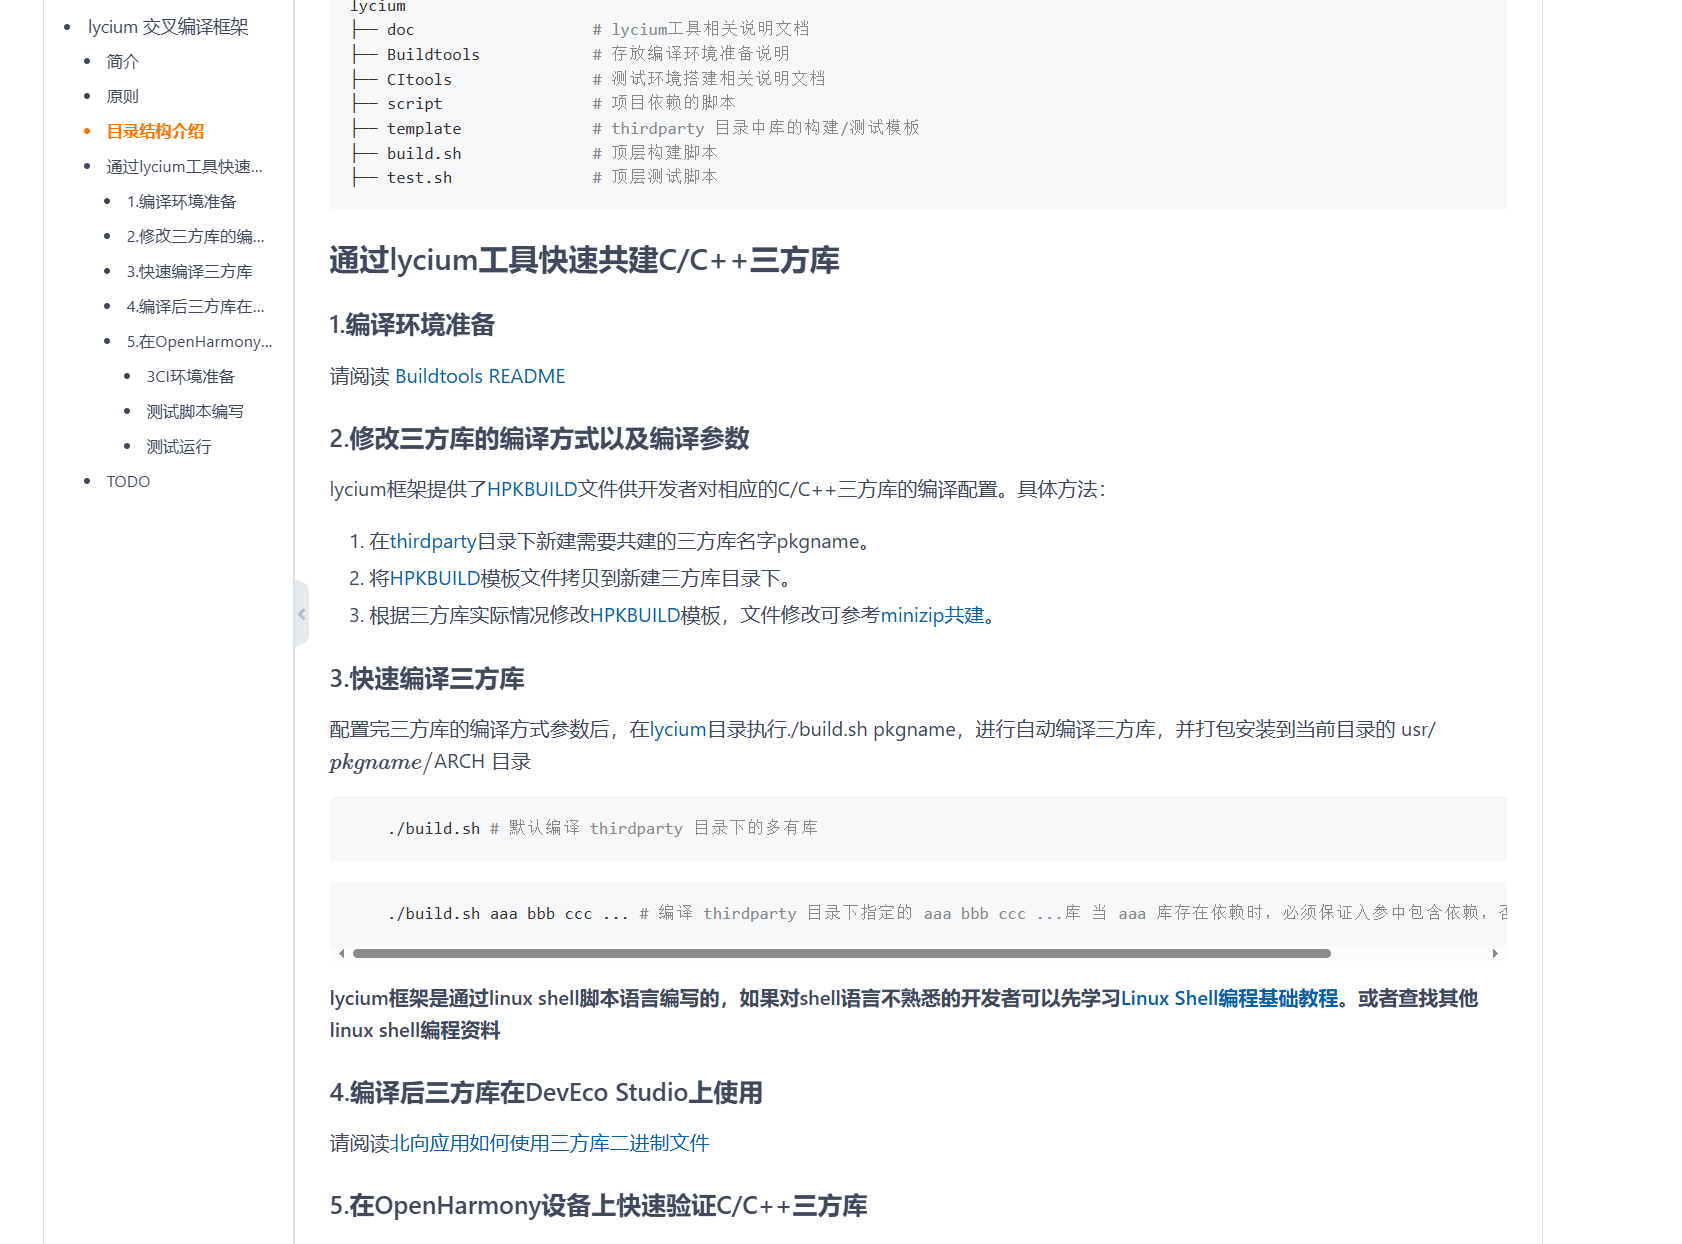 lycium 交叉编译框架
简介
原则
目录结构介绍
通过lycium工具快速...
1.编译环境准备
2.修改三方库的编...
3.快速编译三方库
4.编译后三方库在...
5.在OpenHarmony...
3CI环境准备
测试脚本编写
测试运行
TODO
lycium
├── doc # lycium工具相关说明文档
├── Buildtools # 存放编译环境准备说明
├── CItools # 测试环境搭建相关说明文档
├── script # 项目依赖的脚本
├── template # thirdparty 目录中库的构建/测试模板
├── build.sh # 顶层构建脚本
├── test.sh # 顶层测试脚本
通过lycium工具快速共建C/C++三方库
1.编译环境准备
请阅读 Buildtools README
2.修改三方库的编译方式以及编译参数
lycium框架提供了HPKBUILD文件供开发者对相应的C/C++三方库的编译配置。具体方法：
1. 在thirdparty目录下新建需要共建的三方库名字pkgname。
2. 将HPKBUILD模板文件拷贝到新建三方库目录下。
3. 根据三方库实际情况修改HPKBUILD模板，文件修改可参考minizip共建。
3.快速编译三方库
配置完三方库的编译方式参数后，在lycium目录执行./build.sh pkgname，进行自动编译三方库，并打包安装到当前目录的 usr/
pkgname/ARCH 目录
./build.sh # 默认编译 thirdparty 目录下的多有库
./build.sh aaa bbb ccc ... # 编译 thirdparty 目录下指定的 aaa bbb ccc ...库 当 aaa 库存在依赖时，必须保证入参中包含依赖，
lycium框架是通过linux shell脚本语言编写的，如果对shell语言不熟悉的开发者可以先学习Linux Shell编程基础教程。或者查找其他
linux shell编程资料
4.编译后三方库在DevEco Studio上使用
请阅读北向应用如何使用三方库二进制文件
5.在OpenHarmony设备上快速验证C/C++三方库